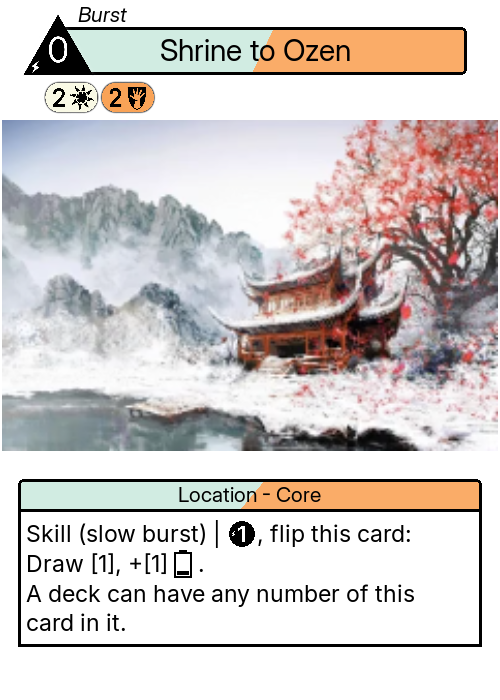 Burst
0
Shrine to Ozen
2 2
Location - Core
Skill (slow burst) | 1, flip this card:
Draw [1], +[1] .
A deck can have any number of this
card in it.